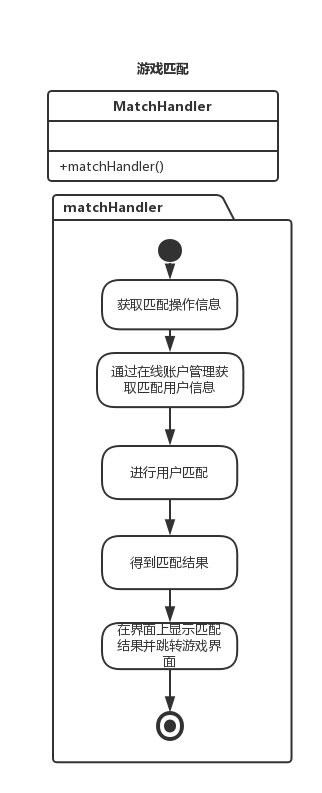 游戏匹配
MatchHandler
+matchHandler()
matchHandler
获取匹配操作信息
通过在线账户管理获
取匹配用户信息
进行用户匹配
得到匹配结果
在界面上显示匹配
结果并跳转游戏界
面